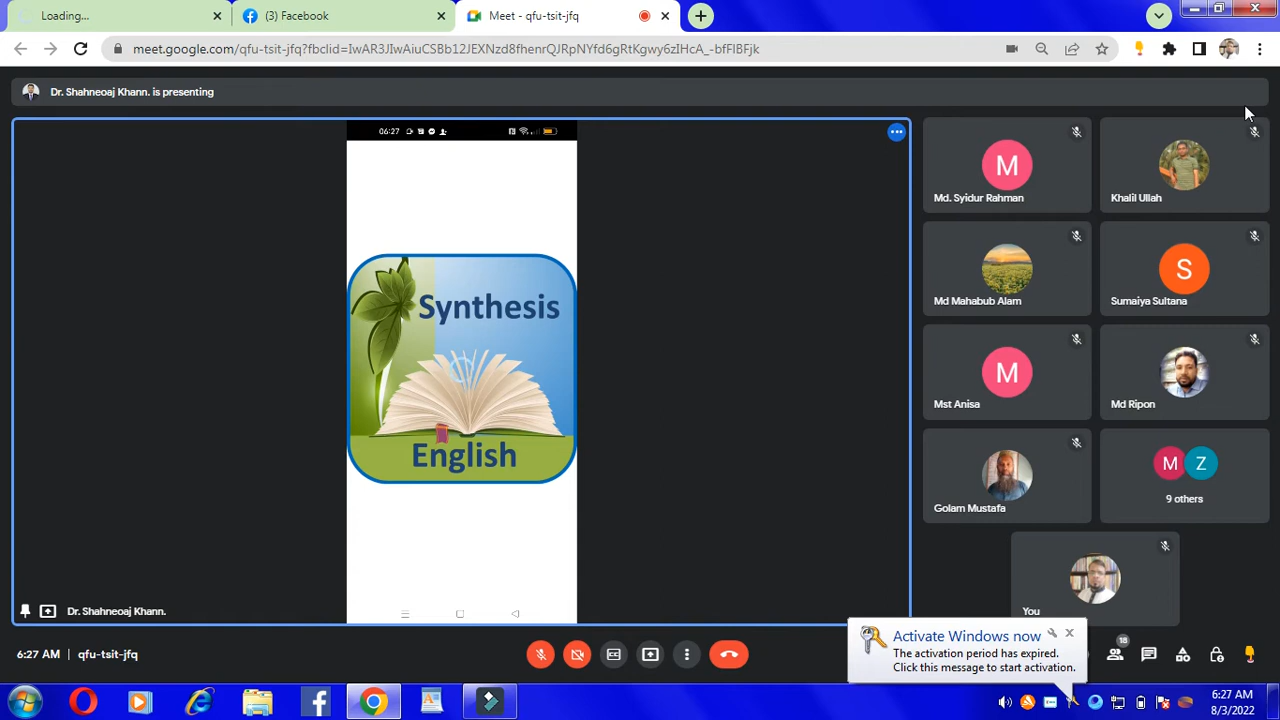 Loading...
(3) Facebook
Meet - qfu-tsit-jfq
meet.google.com/qfu-tsit-jfq?fbclid=IwAR3JIwAiuCSBb12JEXNzd8fhenrQJRpNYfd6gRtKgwy6zIHcA_-bfFlBFjk
Dr. Shahneoaj Khann. is presenting
06:27
Synthesis
English
Dr. Shahneoaj Khann.
M
Md. Syidur Rahman
Khalil Ullah
Md Mahabub Alam
S
Sumaiya Sultana
M
Mst Anisa
Md Ripon
Golam Mustafa
M Z
9 others
You
6:27 AM | qfu-tsit-jfq
18
Activate Windows now
The activation period has expired.
Click this message to start activation.
6:27 AM
8/3/2022